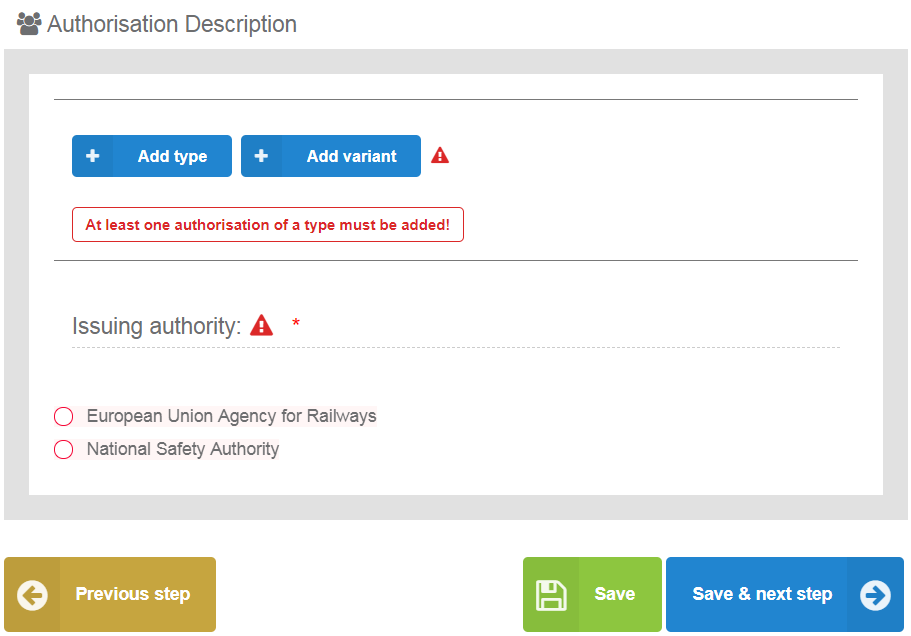 Authorisation Description
+ Add type + Add variant
At least one authorisation of a type must be added!
Issuing authority: *
European Union Agency for Railways
National Safety Authority
Previous step Save Save & next step